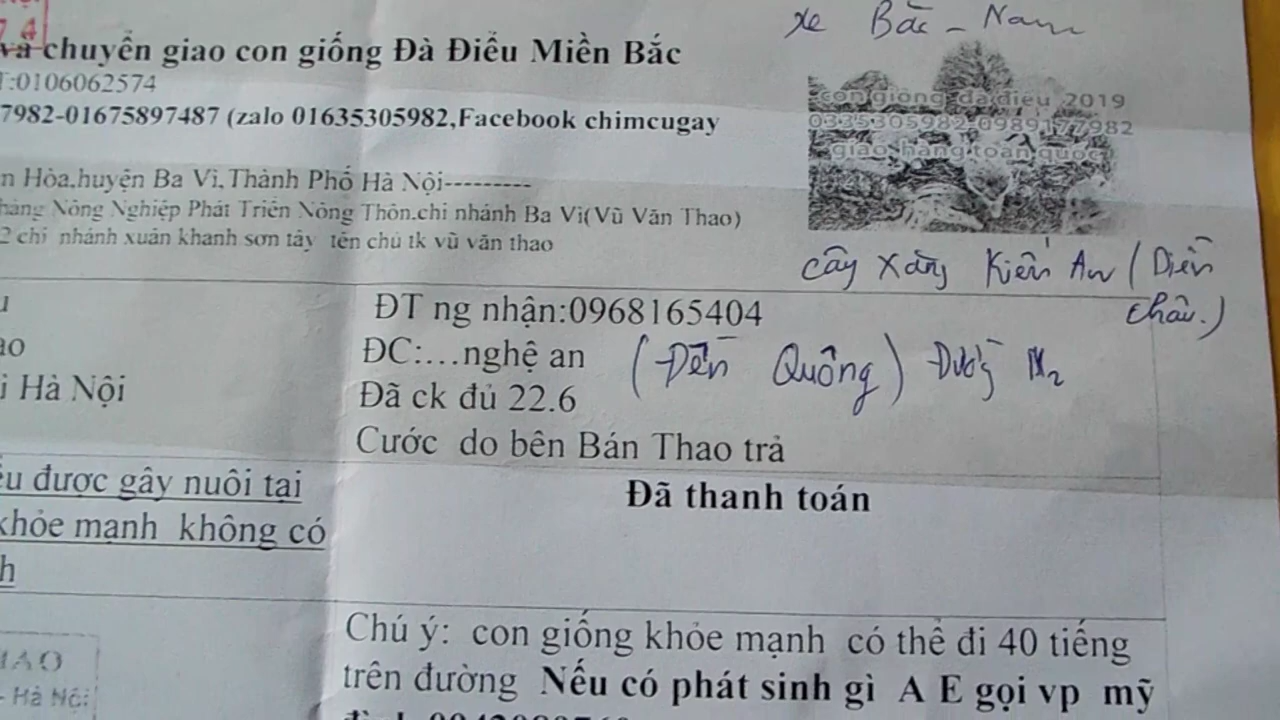 xe Bắc - Nam
và chuyển giao con giống Đà Điểu Miền Bắc
T:0106062574
7982-01675897487 (zalo 01635305982,Facebook chimcugay
con giống đà điểu 2019
0335305982-0989177982
giao hàng toàn quốc
n Hòa,huyện Ba Vì,Thành Phố Hà Nội---------
hàng Nông Nghiệp Phát Triển Nông Thôn.chi nhánh Ba Vì(Vũ Văn Thao)
2 chi nhánh xuân khanh sơn tây tên chủ tk vũ văn thao
Cây Xăng Kiến An (Diễn
Châu.)
ĐT ng nhận:0968165404
ao
ĐC:...nghệ an (Đền Quông) Đường
i Hà Nội
Đã ck đủ 22.6
Cước do bên Bán Thao trả
ểu được gây nuôi tại
khỏe mạnh không có
h
Đã thanh toán
Chú ý: con giống khỏe mạnh có thể đi 40 tiếng
trên đường Nếu có phát sinh gì A E gọi vp mỹ
HAO
- Hà Nội